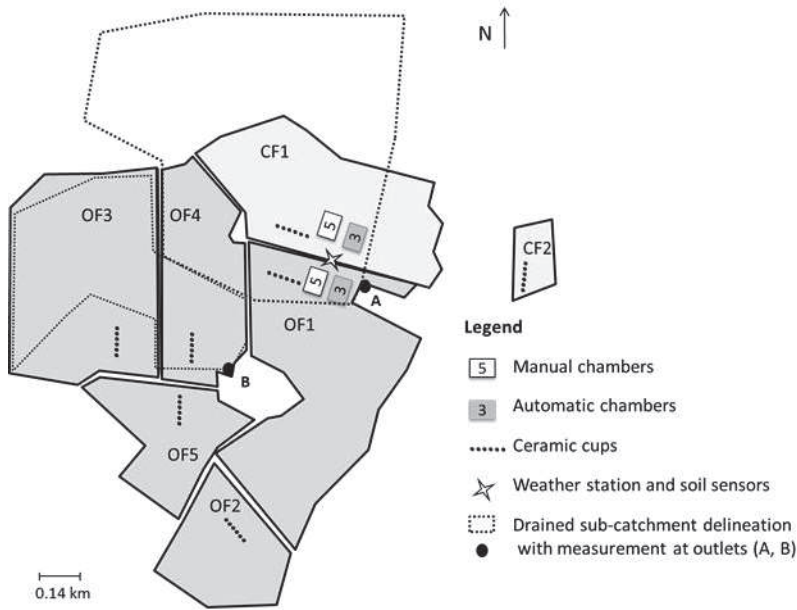 N
CF1
OF3
OF4
5
3
CF2
5
3
A
OF1
Legend
B
5 Manual chambers
3 Automatic chambers
Ceramic cups
OF5
Weather station and soil sensors
OF2
Drained sub-catchment delineation
with measurement at outlets (A, B)
0.14 km